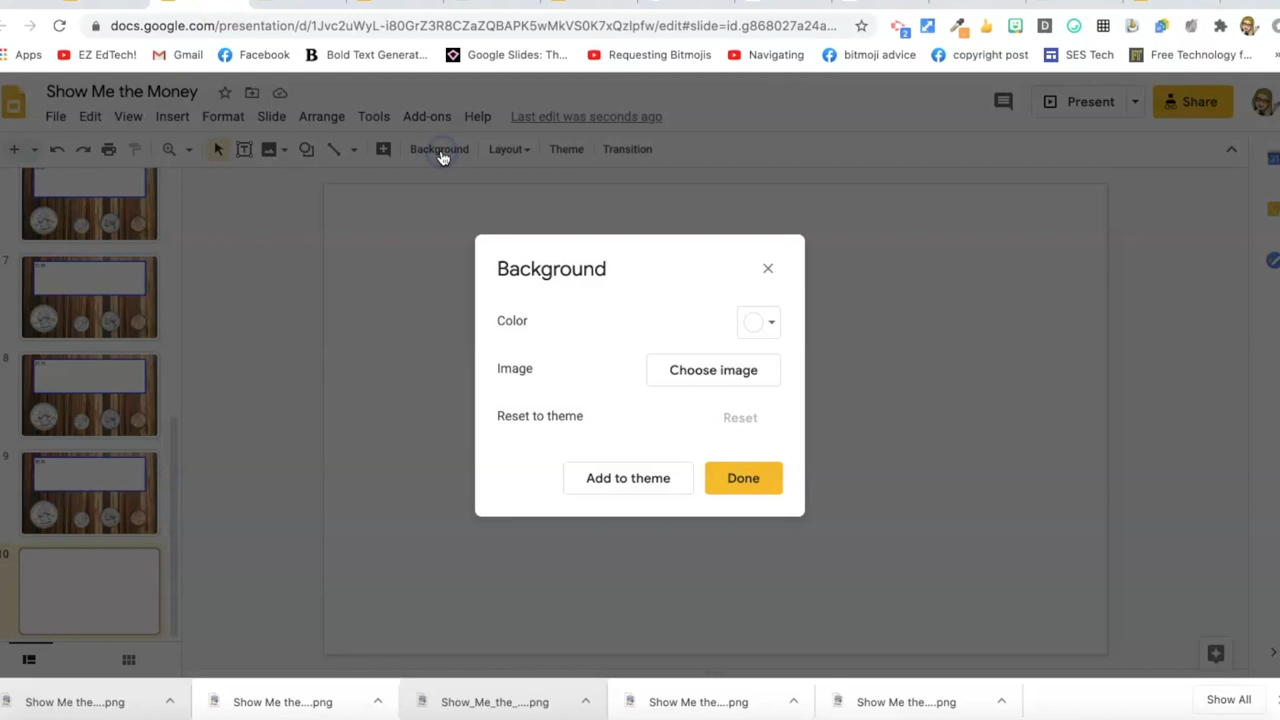 docs.google.com/presentation/d/1Jvc2uWyL-i80GrZ3R8CZaZQBAPK5wMkVS0K7xQzIpfw/edit#slide=id.g868027a24a...
2
Apps EZ EdTech! Gmail Facebook Bold Text Generat... Google Slides: Th... Requesting Bitmojis Navigating bitmoji advice copyright post SES Tech Free Technology f...
Show Me the Money
Present Share
File Edit View Insert Format Slide Arrange Tools Add-ons Help Last edit was seconds ago
Background Layout Theme Transition
7
8
9
10
Background
Color
Image Choose image
Reset to theme Reset
Add to theme Done
Show Me the....png Show Me the....png Show_Me_the_....png Show Me the....png Show Me the....png Show All